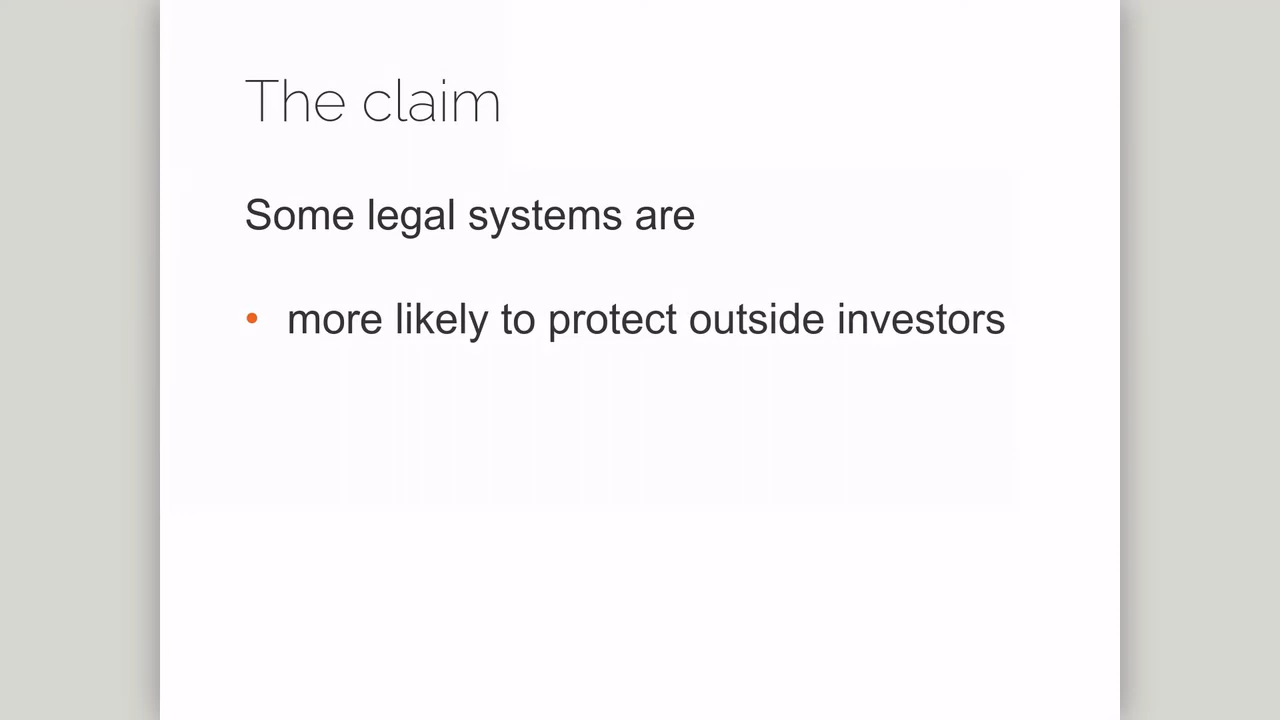 The claim
Some legal systems are
• more likely to protect outside investors